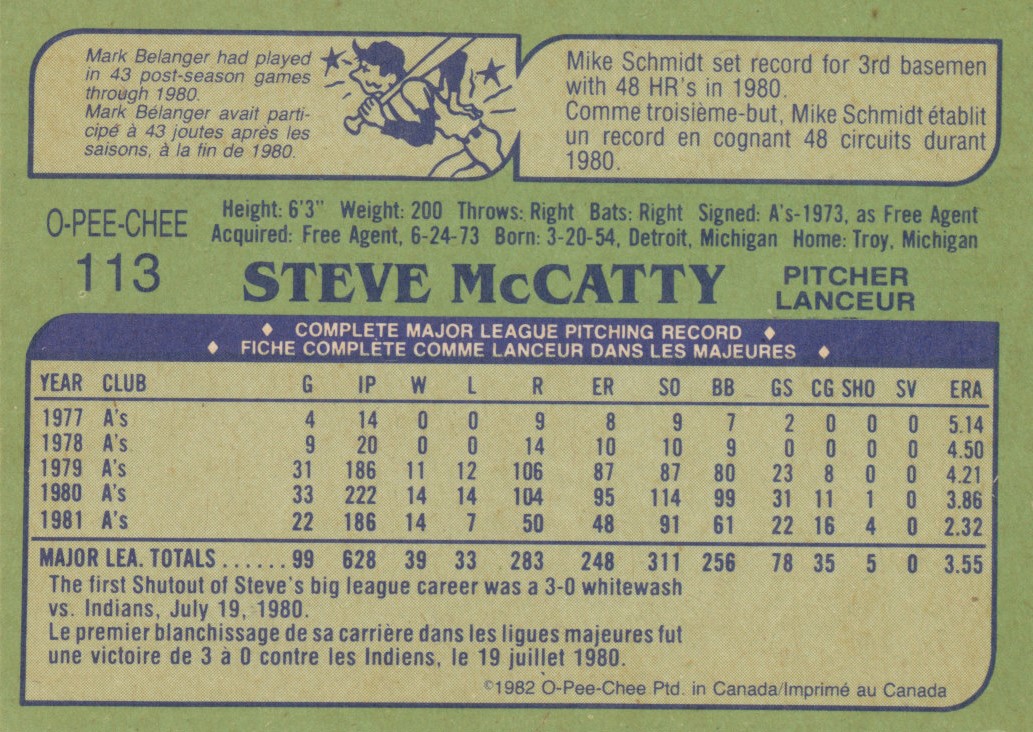 Mark Belanger had played
in 43 post-season games
through 1980.
Mark Bélanger avait parti-
cipé à 43 joutes après les
saisons, à la fin de 1980.
Mike Schmidt set record for 3rd basemen
with 48 HR's in 1980.
Comme troisième-but, Mike Schmidt établit
un record en cognant 48 circuits durant
1980.
O-PEE-CHEE
113
Height: 6'3" Weight: 200 Throws: Right Bats: Right Signed: A's-1973, as Free Agent
Acquired: Free Agent, 6-24-73 Born: 3-20-54, Detroit, Michigan Home: Troy, Michigan
STEVE McCATTY
PITCHER
LANCEUR
♦ COMPLETE MAJOR LEAGUE PITCHING RECORD ♦
♦ FICHE COMPLÈTE COMME LANCEUR DANS LES MAJEURES ♦
YEAR CLUB G IP W L R ER SO BB GS CG SHO SV ERA
1977 A's 4 14 0 0 9 8 9 7 2 0 0 0 5.14
1978 A's 9 20 0 0 14 10 10 9 0 0 0 0 4.50
1979 A's 31 186 11 12 106 87 87 80 23 8 0 0 4.21
1980 A's 33 222 14 14 104 95 114 99 31 11 1 0 3.86
1981 A's 22 186 14 7 50 48 91 61 22 16 4 0 2.32
MAJOR LEA. TOTALS ...... 99 628 39 33 283 248 311 256 78 35 5 0 3.55
The first Shutout of Steve's big league career was a 3-0 whitewash
vs. Indians, July 19, 1980.
Le premier blanchissage de sa carrière dans les ligues majeures fut
une victoire de 3 à 0 contre les Indiens, le 19 juillet 1980.
©1982 O-Pee-Chee Ptd. in Canada/Imprimé au Canada